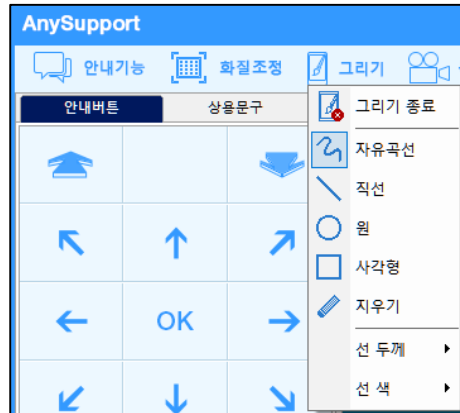 AnySupport
안내기능 화질조정 그리기
안내버튼 상용문구
그리기 종료
자유곡선
직선
원
사각형
지우기
선 두께
선 색
OK